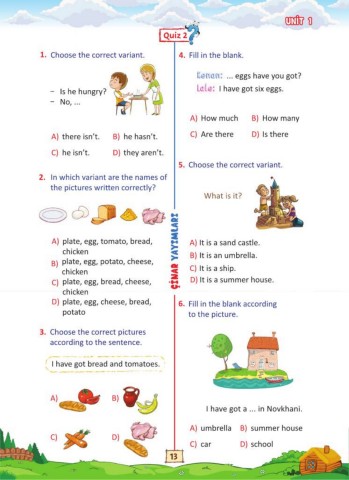 UNİT 1
Quiz 2
1. Choose the correct variant.
– Is he hungry?
– No, ...
A) there isn't. B) he hasn't.
C) he isn't. D) they aren't.
2. In which variant are the names of
the pictures written correctly?
A) plate, egg, tomato, bread,
chicken
B) plate, egg, potato, cheese,
chicken
C) plate, egg, bread, cheese,
chicken
D) plate, egg, cheese, bread,
potato
3. Choose the correct pictures
according to the sentence.
I have got bread and tomatoes.
A) B)
C) D)
ÇİNAR YAYIMLARI
4. Fill in the blank.
Kənan: ... eggs have you got?
Lalə: I have got six eggs.
A) How much B) How many
C) Are there D) Is there
5. Choose the correct variant.
What is it?
A) It is a sand castle.
B) It is an umbrella.
C) It is a ship.
D) It is a summer house.
6. Fill in the blank according
to the picture.
I have got a ... in Novkhani.
A) umbrella B) summer house
C) car D) school
13